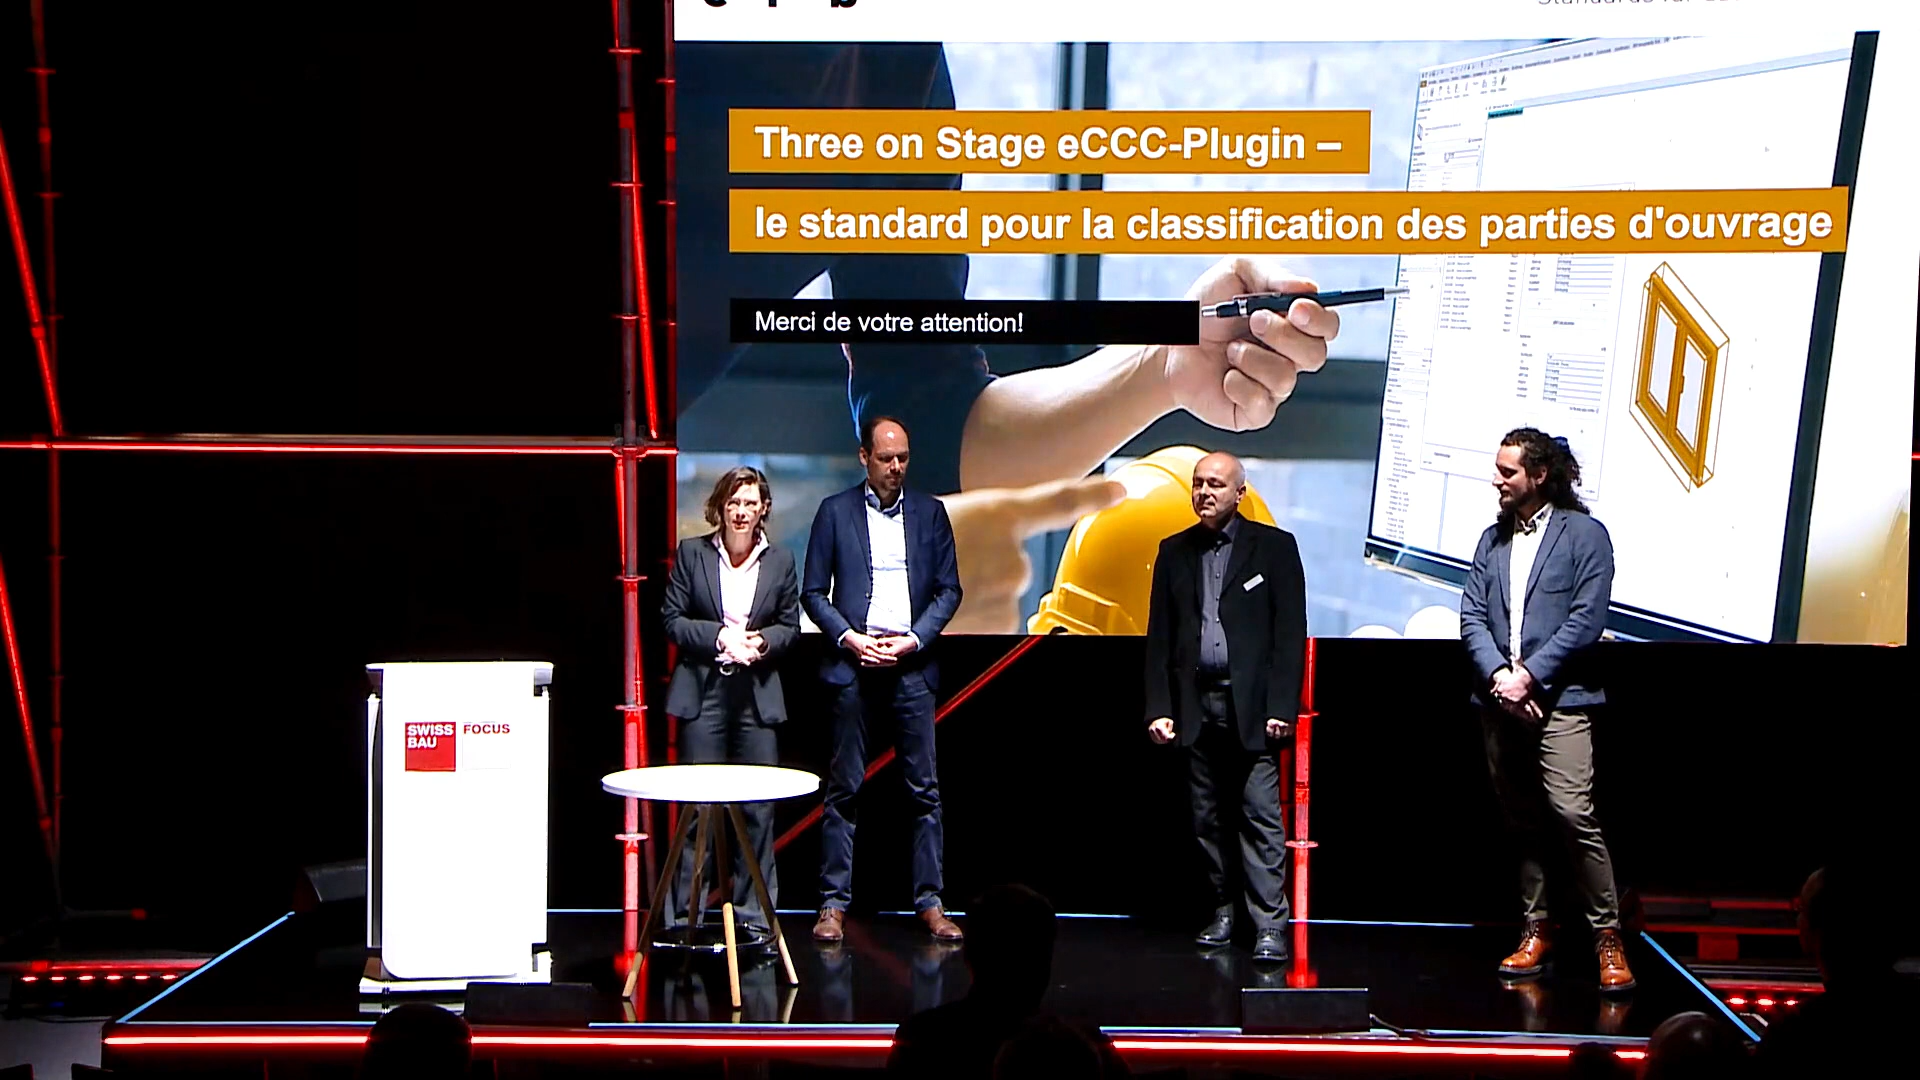 Three on Stage eCCC-Plugin –
le standard pour la classification des parties d'ouvrage
Merci de votre attention!
SWISS
BAU
FOCUS